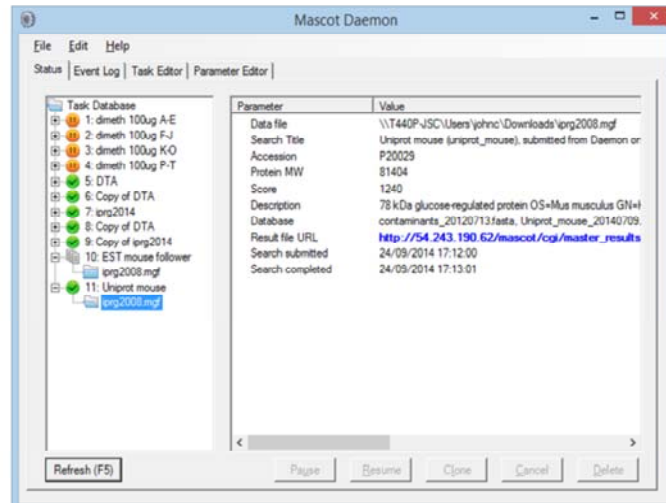 Mascot Daemon
File Edit Help
Status Event Log Task Editor Parameter Editor
Task Database
1: dimeth 100ug A-E
2: dimeth 100ug F-J
3: dimeth 100ug K-O
4: dimeth 100ug P-T
5: DTA
6: Copy of DTA
7: iprg2014
8: Copy of DTA
9: Copy of iprg2014
10: EST mouse follower
iprg2008.mgf
11: Uniprot mouse
iprg2008.mgf
Parameter Value
Data file \\T440P-JSC\Users\johnc\Downloads\iprg2008.mgf
Search Title Uniprot mouse (uniprot_mouse), submitted from Daemon on
Accession P20029
Protein MW 81404
Score 1240
Description 78 kDa glucose-regulated protein OS=Mus musculus GN=H
Database contaminants_20120713.fasta, Uniprot_mouse_20140709.
Result file URL http://54.243.190.62/mascot/cgi/master_results
Search submitted 24/09/2014 17:12:00
Search completed 24/09/2014 17:13:01
Refresh (F5) Pause Resume Clone Cancel Delete